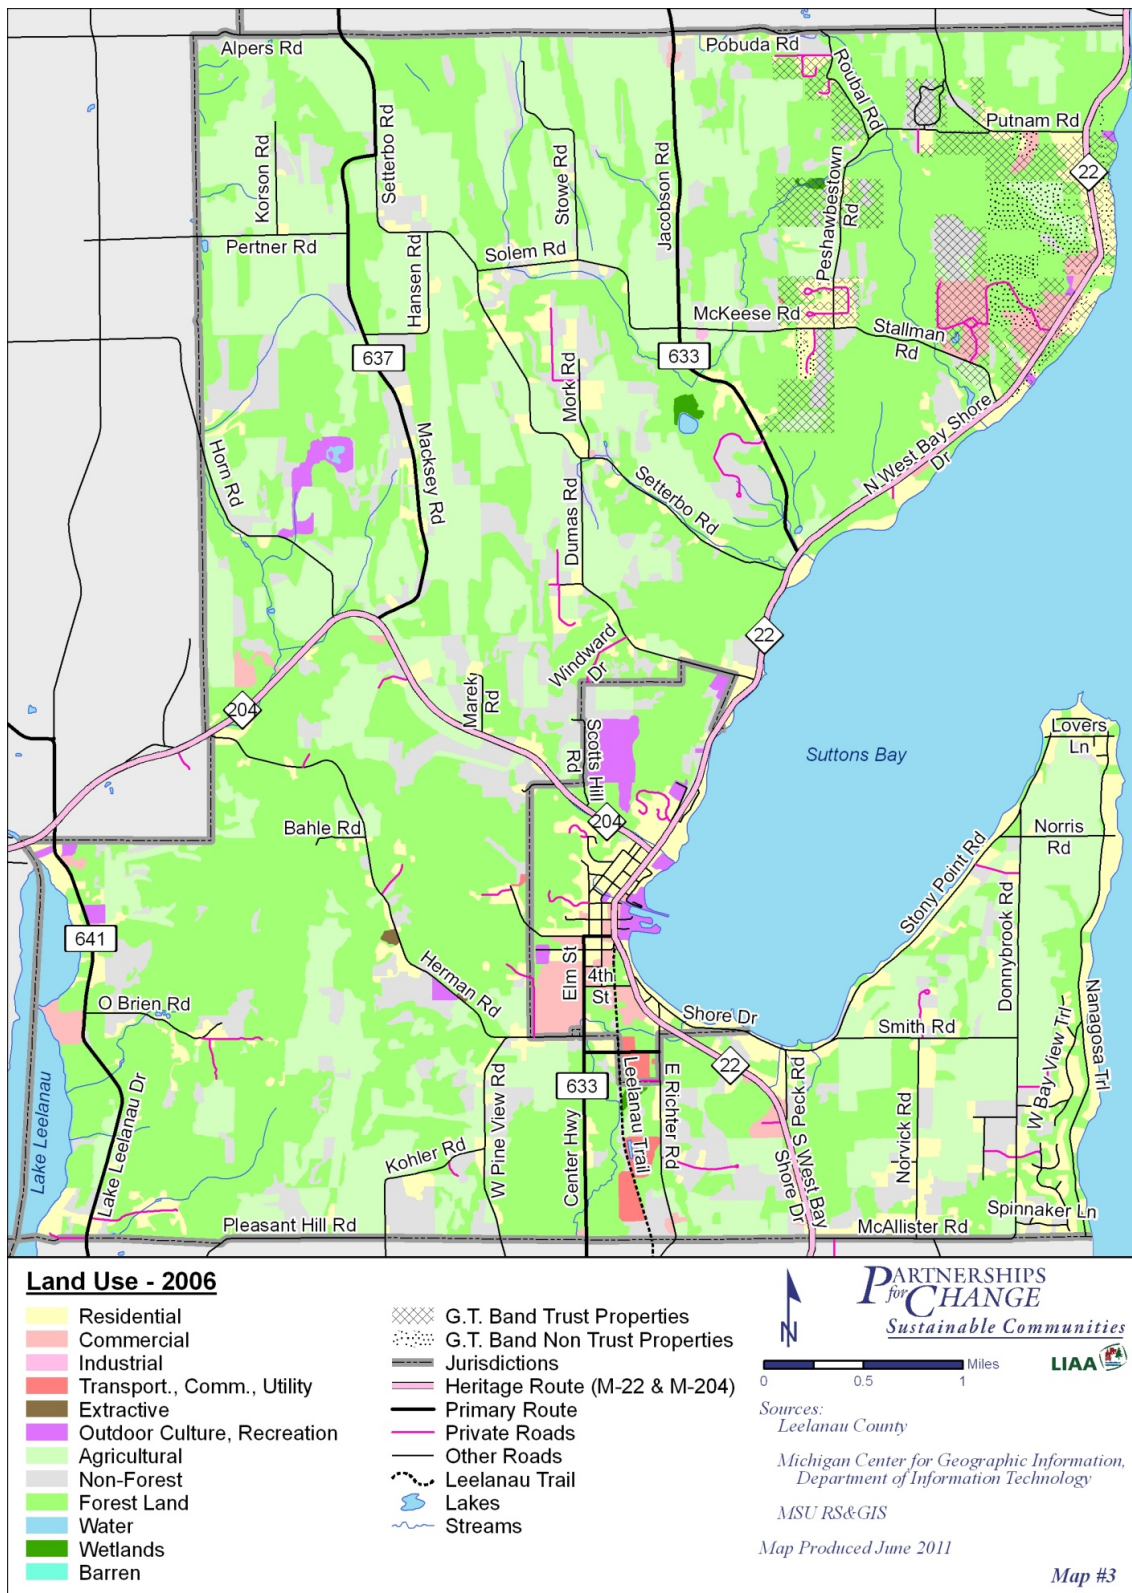 Alpers Rd
Pobuda Rd
Roubal Rd
Putnam Rd
Korson Rd
Setterbo Rd
Stowe Rd
Jacobson Rd
Peshawbestown
Rd
22
Pertner Rd
Hansen Rd
Solem Rd
McKeese Rd
Stallman
Rd
637
633
Mork Rd
N West Bay Shore
Dr
Horn Rd
Macksey Rd
Setterbo Rd
Dumas Rd
22
Windward
Dr
Marek
Rd
204
Scotts Hill
Rd
Suttons Bay
Lovers
Ln
204
Bahle Rd
Norris
Rd
Stony Point Rd
Donnybrook Rd
641
Herman Rd
Elm St
4th
St
O Brien Rd
Shore Dr
Smith Rd
Nanagosa Trl
W Bay View Trl
Lake Leelanau
Lake Leelanau Dr
W Pine View Rd
633
Center Hwy
Leelanau Trail
E Richter Rd
22
S Peck Rd
S West Bay
Shore Dr
Norvick Rd
Kohler Rd
Pleasant Hill Rd
McAllister Rd
Spinnaker Ln
Land Use - 2006
Residential
Commercial
Industrial
Transport., Comm., Utility
Extractive
Outdoor Culture, Recreation
Agricultural
Non-Forest
Forest Land
Water
Wetlands
Barren
G.T. Band Trust Properties
G.T. Band Non Trust Properties
Jurisdictions
Heritage Route (M-22 & M-204)
Primary Route
Private Roads
Other Roads
Leelanau Trail
Lakes
Streams
N
PARTNERSHIPS
for CHANGE
Sustainable Communities
Miles
0 0.5 1
LIAA
Sources:
Leelanau County
Michigan Center for Geographic Information,
Department of Information Technology
MSU RS&GIS
Map Produced June 2011
Map #3